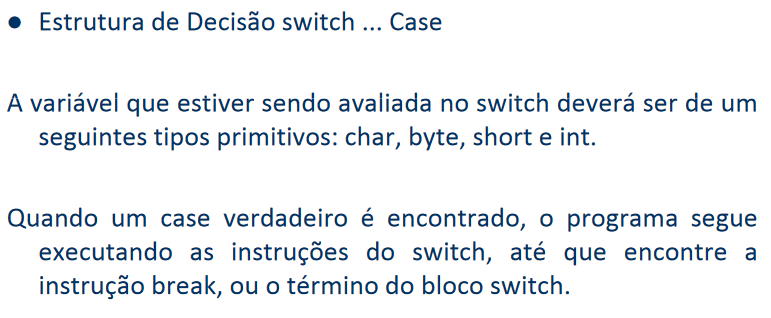 ● Estrutura de Decisão switch ... Case
A variável que estiver sendo avaliada no switch deverá ser de um
seguintes tipos primitivos: char, byte, short e int.
Quando um case verdadeiro é encontrado, o programa segue
executando as instruções do switch, até que encontre a
instrução break, ou o término do bloco switch.